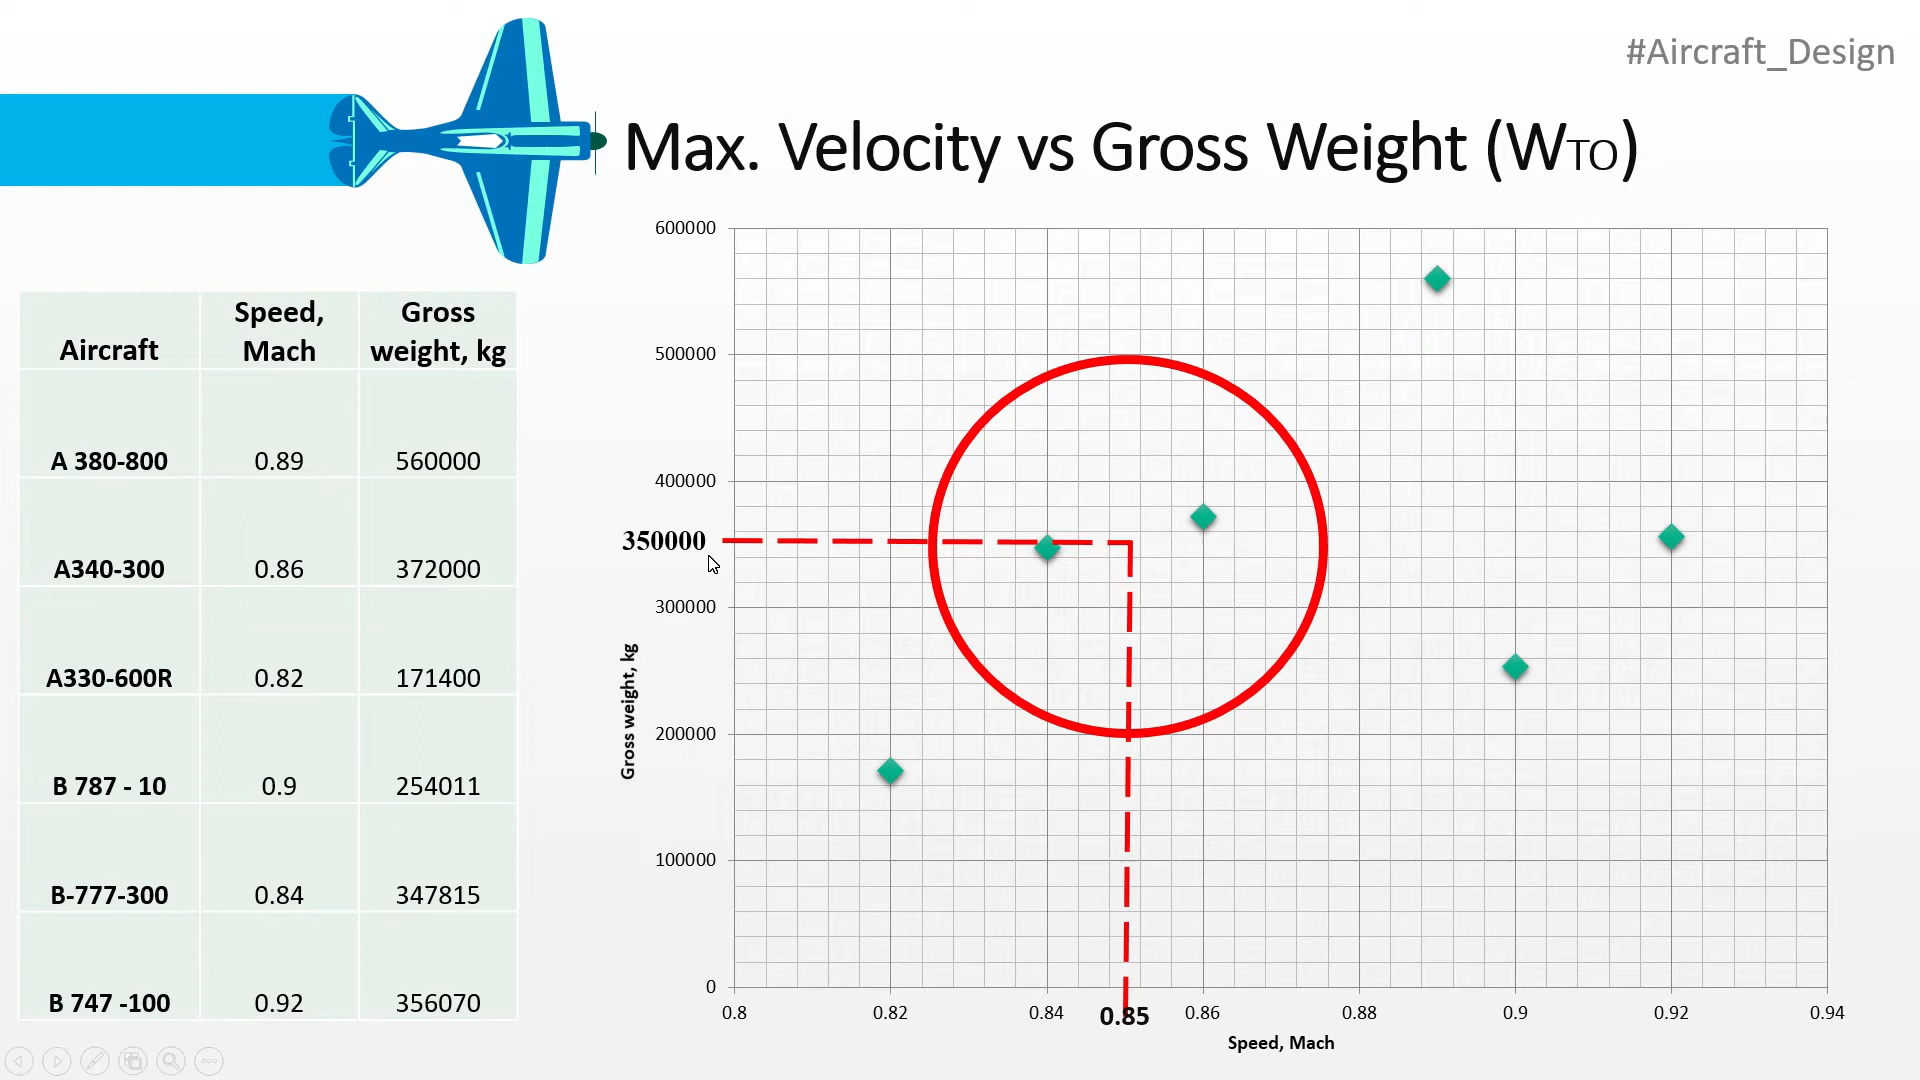 #Aircraft_Design
Max. Velocity vs Gross Weight (WTO)
Aircraft Speed, Mach Gross weight, kg
A 380-800 0.89 560000
A340-300 0.86 372000
A330-600R 0.82 171400
B 787 - 10 0.9 254011
B-777-300 0.84 347815
B 747 -100 0.92 356070
600000
500000
400000
350000
300000
200000
100000
0
Gross weight, kg
0.8 0.82 0.84 0.85 0.86 0.88 0.9 0.92 0.94
Speed, Mach